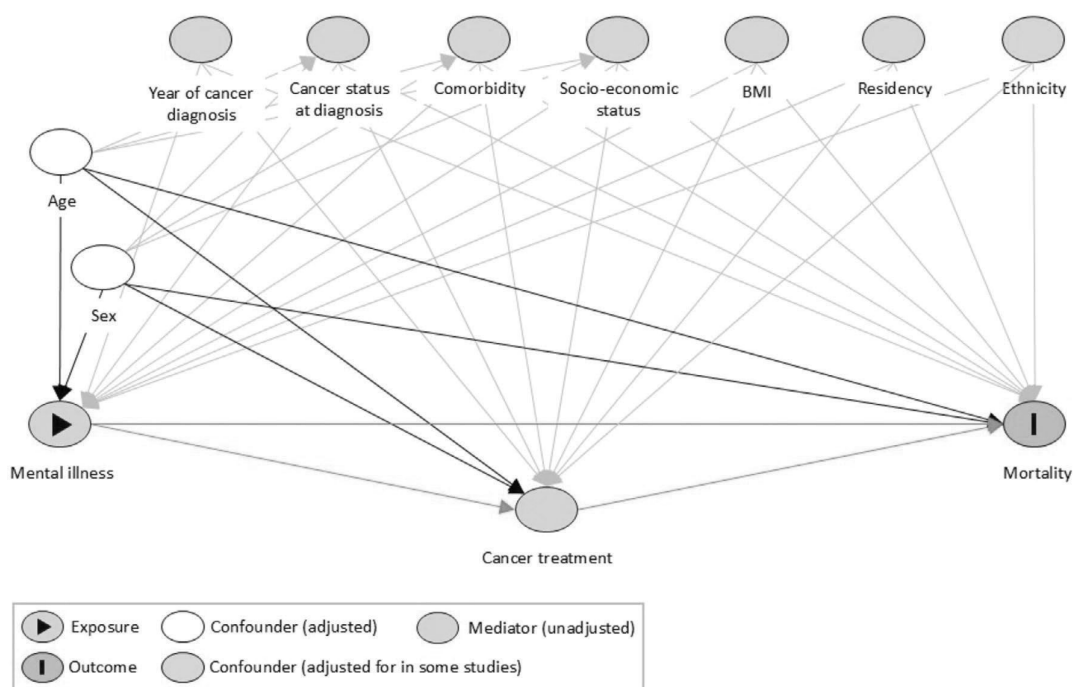 Year of cancer
diagnosis
Cancer status
at diagnosis
Comorbidity
Socio-economic
status
BMI
Residency
Ethnicity
Age
Sex
Mental illness
Mortality
Cancer treatment
Exposure
Confounder (adjusted)
Mediator (unadjusted)
Outcome
Confounder (adjusted for in some studies)